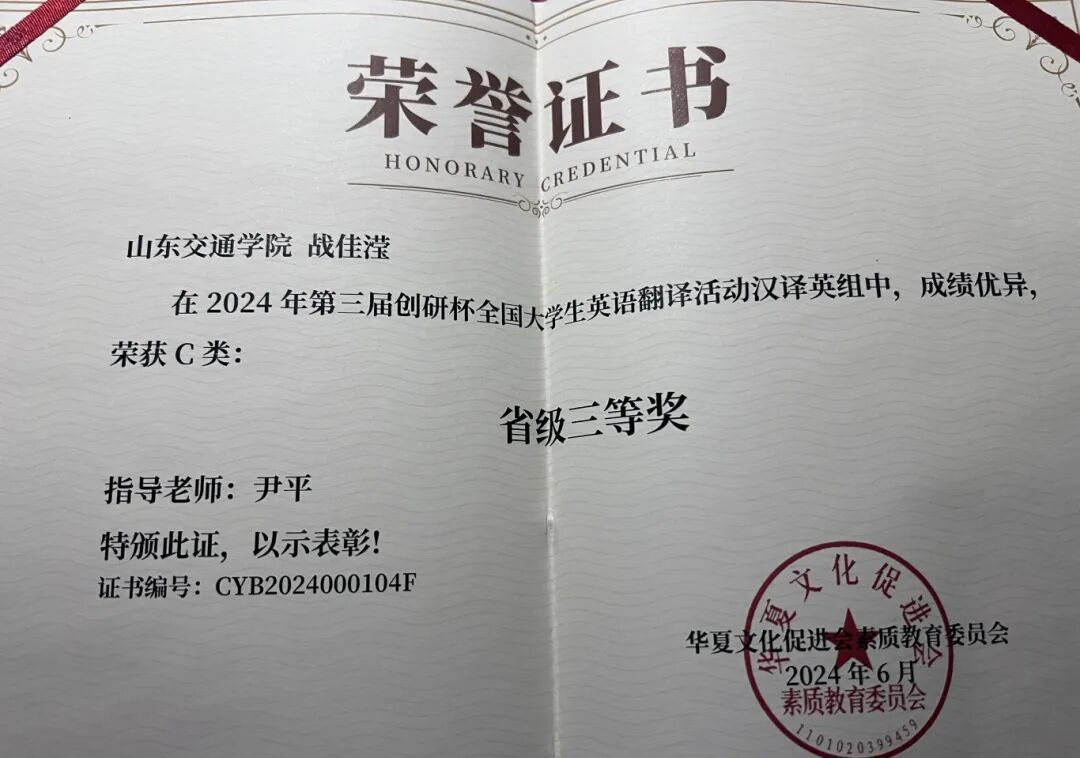 荣誉证书
HONORARY CREDENTIAL
山东交通学院 战佳滢
在 2024 年第三届创研杯全国大学生英语翻译活动汉译英组中，成绩优异，
荣获 C 类：
省级三等奖
指导老师：尹平
特颁此证，以示表彰！
证书编号：CYB2024000104F
华夏文化促进会素质教育委员会
2024 年 6 月
华夏文化促进会
素质教育委员会
1101020399459